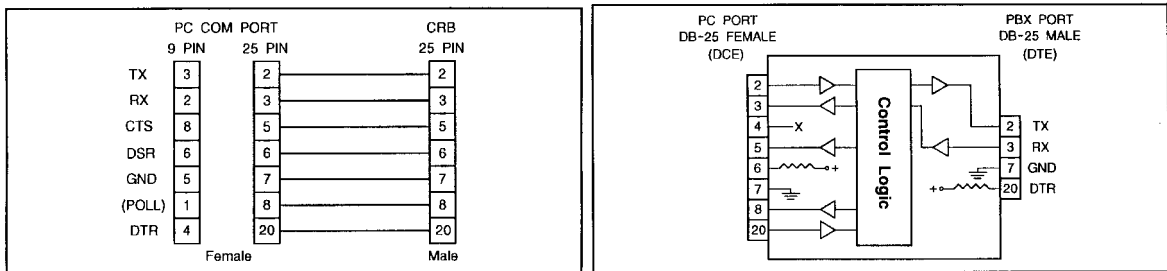 PC COM PORT CRB
9 PIN 25 PIN 25 PIN
TX 3 2 2
RX 2 3 3
CTS 8 5 5
DSR 6 6 6
GND 5 7 7
(POLL) 1 8 8
DTR 4 20 20
Female Male
PC PORT
DB-25 FEMALE
(DCE)
PBX PORT
DB-25 MALE
(DTE)
2
3
4 X
5
6 +
7
8
20
Control Logic
2 TX
3 RX
7 GND
+ 20 DTR